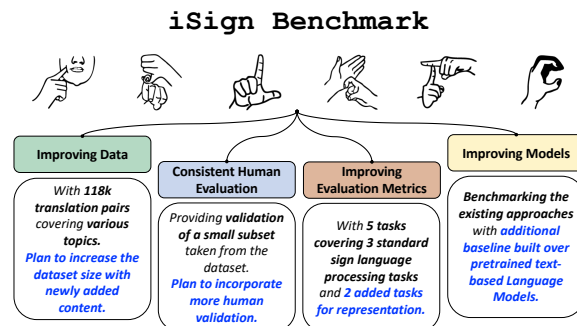 iSign Benchmark
Improving Data
With 118k
translation pairs
covering various
topics.
Plan to increase the
dataset size with
newly added
content.
Consistent Human
Evaluation
Providing validation
of a small subset
taken from the
dataset.
Plan to incorporate
more human
validation.
Improving
Evaluation Metrics
With 5 tasks
covering 3 standard
sign language
processing tasks
and 2 added tasks
for representation.
Improving Models
Benchmarking the
existing approaches
with additional
baseline built over
pretrained text-
based Language
Models.